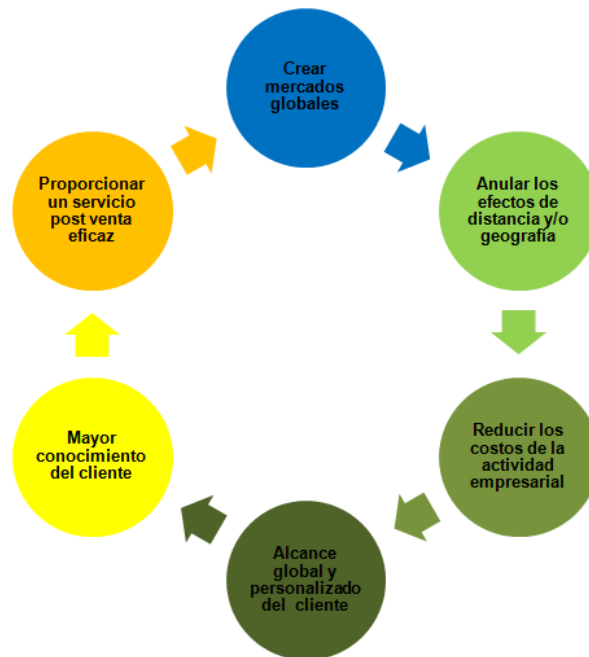 Crear
mercados
globales
Anular los
efectos de
distancia y/o
geografía
Reducir los
costos de la
actividad
empresarial
Alcance
global y
personalizado
del cliente
Mayor
conocimiento
del cliente
Proporcionar
un servicio
post venta
eficaz